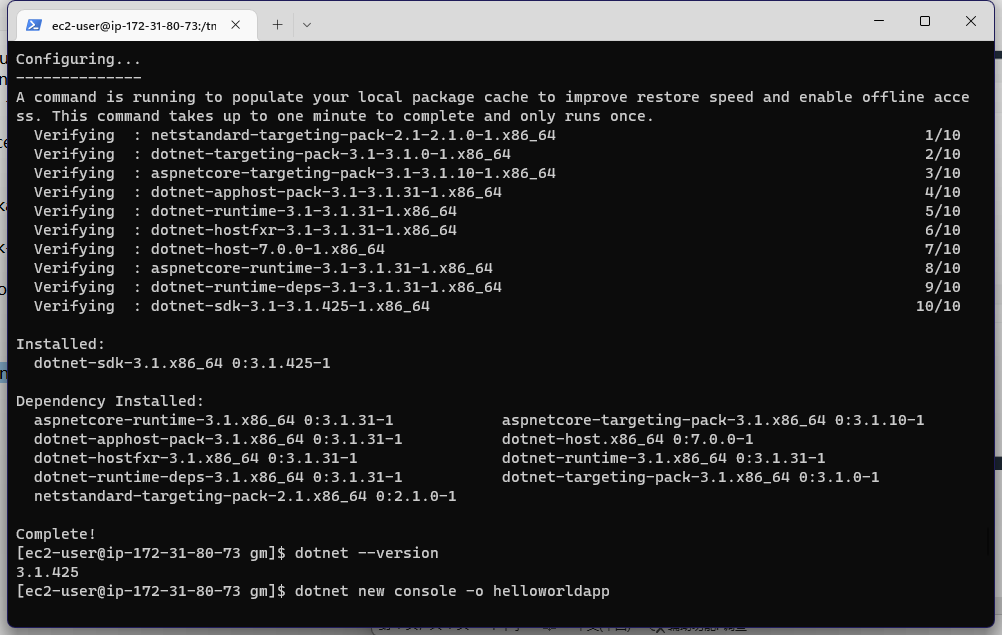 ec2-user@ip-172-31-80-73:/tn
Configuring...
--------------
A command is running to populate your local package cache to improve restore speed and enable offline acce
ss. This command takes up to one minute to complete and only runs once.
Verifying  : netstandard-targeting-pack-2.1-2.1.0-1.x86_64 1/10
Verifying  : dotnet-targeting-pack-3.1-3.1.0-1.x86_64 2/10
Verifying  : aspnetcore-targeting-pack-3.1-3.1.10-1.x86_64 3/10
Verifying  : dotnet-apphost-pack-3.1-3.1.31-1.x86_64 4/10
Verifying  : dotnet-runtime-3.1-3.1.31-1.x86_64 5/10
Verifying  : dotnet-hostfxr-3.1-3.1.31-1.x86_64 6/10
Verifying  : dotnet-host-7.0.0-1.x86_64 7/10
Verifying  : aspnetcore-runtime-3.1-3.1.31-1.x86_64 8/10
Verifying  : dotnet-runtime-deps-3.1-3.1.31-1.x86_64 9/10
Verifying  : dotnet-sdk-3.1-3.1.425-1.x86_64 10/10
Installed:
dotnet-sdk-3.1.x86_64 0:3.1.425-1
Dependency Installed:
aspnetcore-runtime-3.1.x86_64 0:3.1.31-1 aspnetcore-targeting-pack-3.1.x86_64 0:3.1.10-1
dotnet-apphost-pack-3.1.x86_64 0:3.1.31-1 dotnet-host.x86_64 0:7.0.0-1
dotnet-hostfxr-3.1.x86_64 0:3.1.31-1 dotnet-runtime-3.1.x86_64 0:3.1.31-1
dotnet-runtime-deps-3.1.x86_64 0:3.1.31-1 dotnet-targeting-pack-3.1.x86_64 0:3.1.0-1
netstandard-targeting-pack-2.1.x86_64 0:2.1.0-1
Complete!
[ec2-user@ip-172-31-80-73 gm]$ dotnet --version
3.1.425
[ec2-user@ip-172-31-80-73 gm]$ dotnet new console -o helloworldapp